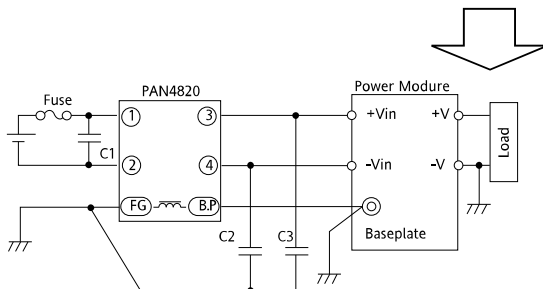 PAN4820
Power Modure
Fuse
1
3
+Vin
+V
C1
Load
2
4
-Vin
-V
FG
B.P
C2
C3
Baseplate